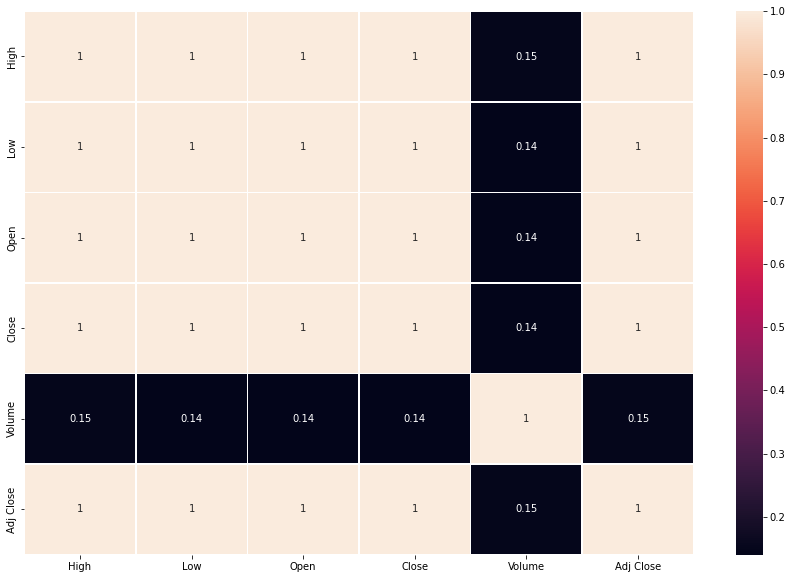 High 1 1 1 1 0.15 1
Low 1 1 1 1 0.14 1
Open 1 1 1 1 0.14 1
Close 1 1 1 1 0.14 1
Volume 0.15 0.14 0.14 0.14 1 0.15
Adj Close 1 1 1 1 0.15 1
High Low Open Close Volume Adj Close
1.0
0.9
0.8
0.7
0.6
0.5
0.4
0.3
0.2